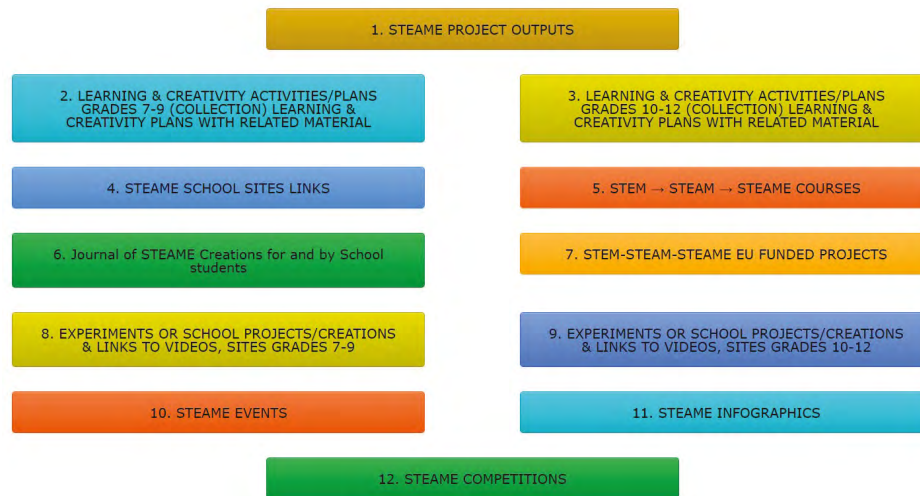 1. STEAME PROJECT OUTPUTS
2. LEARNING & CREATIVITY ACTIVITIES/PLANS
GRADES 7-9 (COLLECTION) LEARNING &
CREATIVITY PLANS WITH RELATED MATERIAL
3. LEARNING & CREATIVITY ACTIVITIES/PLANS
GRADES 10-12 (COLLECTION) LEARNING &
CREATIVITY PLANS WITH RELATED MATERIAL
4. STEAME SCHOOL SITES LINKS
5. STEM → STEAM → STEAME COURSES
6. Journal of STEAME Creations for and by School
students
7. STEM-STEAM-STEAME EU FUNDED PROJECTS
8. EXPERIMENTS OR SCHOOL PROJECTS/CREATIONS
& LINKS TO VIDEOS, SITES GRADES 7-9
9. EXPERIMENTS OR SCHOOL PROJECTS/CREATIONS
& LINKS TO VIDEOS, SITES GRADES 10-12
10. STEAME EVENTS
11. STEAME INFOGRAPHICS
12. STEAME COMPETITIONS